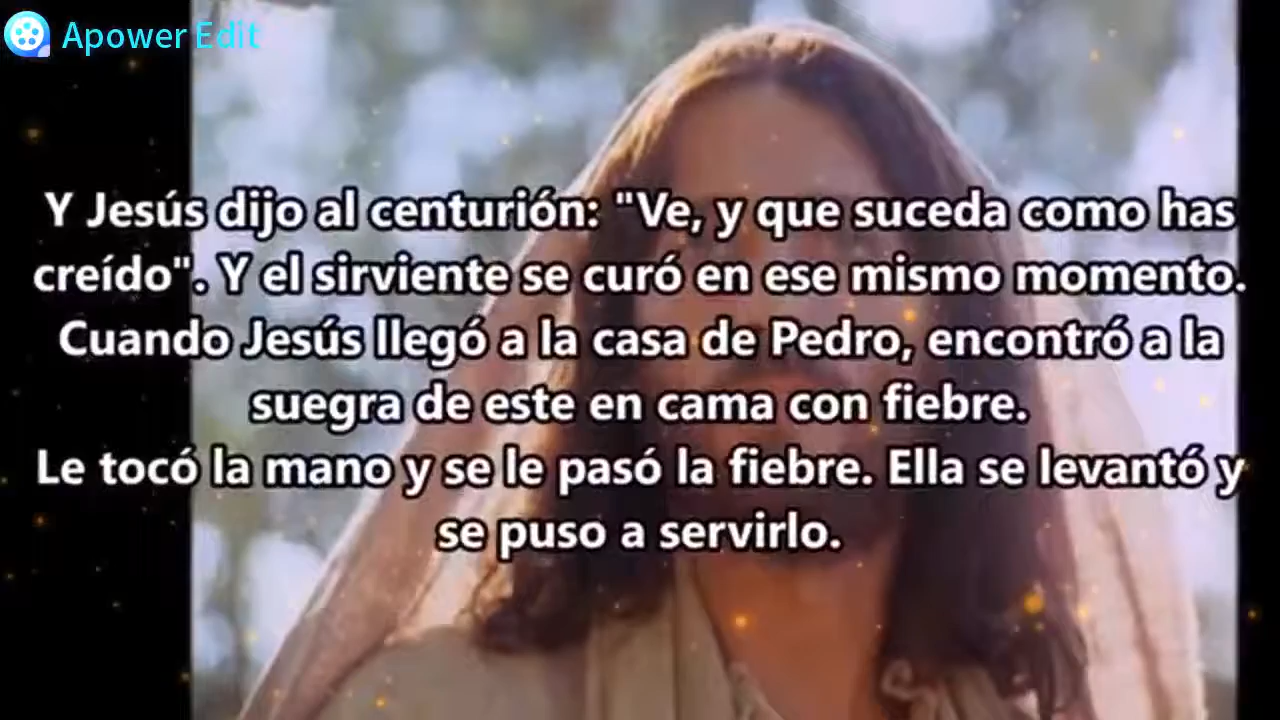 Apower Edit
Y Jesús dijo al centurión: "Ve, y que suceda como has
creído". Y el sirviente se curó en ese mismo momento.
Cuando Jesús llegó a la casa de Pedro, encontró a la
suegra de este en cama con fiebre.
Le tocó la mano y se le pasó la fiebre. Ella se levantó y
se puso a servirlo.